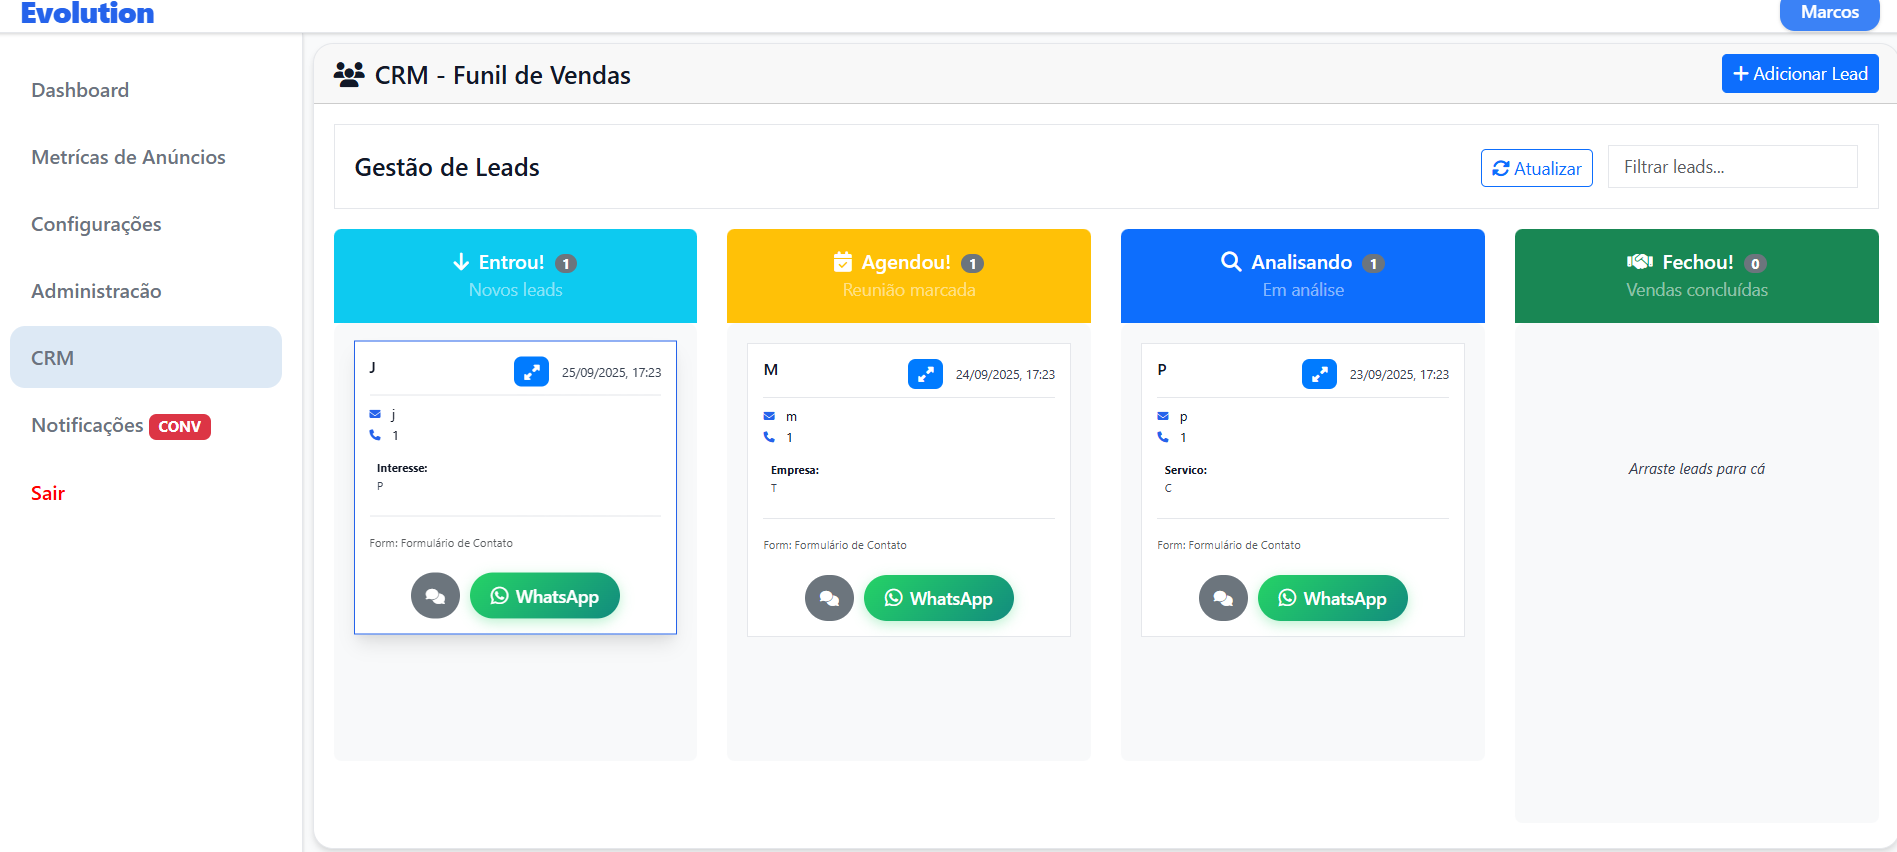 Evolution
Marcos
Dashboard
Metrícas de Anúncios
Configurações
Administracão
CRM
Notificações CONV
Sair
CRM - Funil de Vendas
Adicionar Lead
Gestão de Leads
Atualizar
Filtrar leads...
Entrou! 1
Novos leads
Agendou! 1
Reunião marcada
Analisando 1
Em análise
Fechou! 0
Vendas concluídas
J
25/09/2025, 17:23
j
1
Interesse:
P
Form: Formulário de Contato
WhatsApp
M
24/09/2025, 17:23
m
1
Empresa:
T
Form: Formulário de Contato
WhatsApp
P
23/09/2025, 17:23
p
1
Servico:
C
Form: Formulário de Contato
WhatsApp
Arraste leads para cá